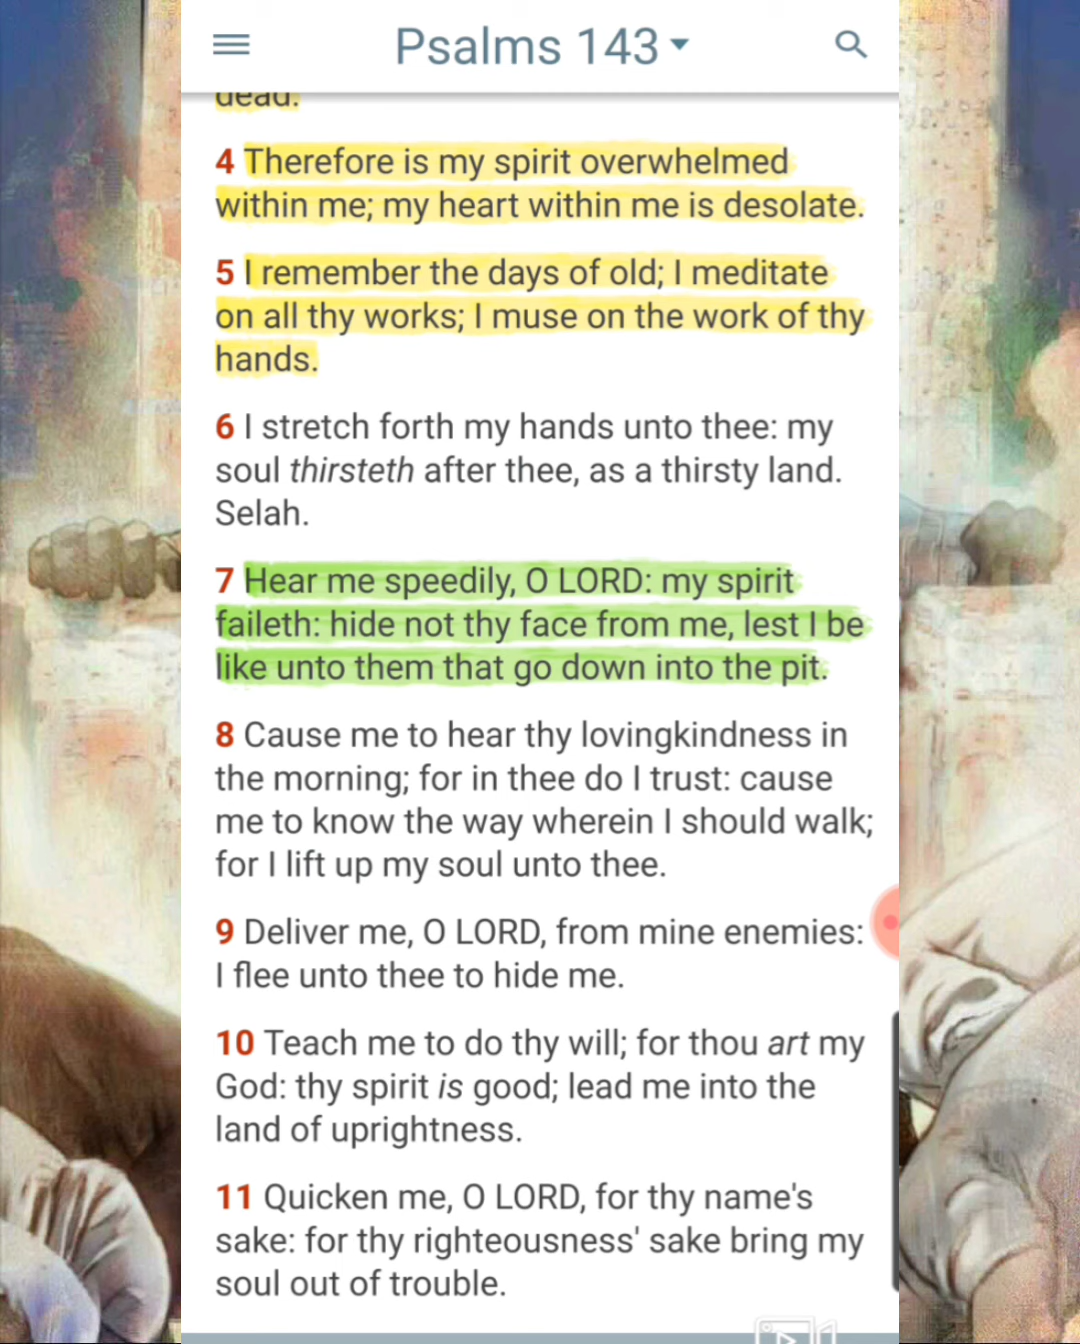 Psalms 143
dead.
4 Therefore is my spirit overwhelmed
within me; my heart within me is desolate.
5 I remember the days of old; I meditate
on all thy works; I muse on the work of thy
hands.
6 I stretch forth my hands unto thee: my
soul thirsteth after thee, as a thirsty land.
Selah.
7 Hear me speedily, O LORD: my spirit
faileth: hide not thy face from me, lest I be
like unto them that go down into the pit.
8 Cause me to hear thy lovingkindness in
the morning; for in thee do I trust: cause
me to know the way wherein I should walk;
for I lift up my soul unto thee.
9 Deliver me, O LORD, from mine enemies:
I flee unto thee to hide me.
10 Teach me to do thy will; for thou art my
God: thy spirit is good; lead me into the
land of uprightness.
11 Quicken me, O LORD, for thy name's
sake: for thy righteousness' sake bring my
soul out of trouble.